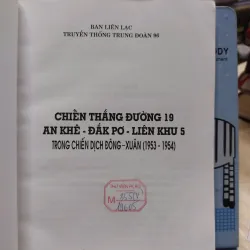 BAN LIÊN LẠC
TRUYỀN THỐNG TRUNG ĐOÀN 96
CHIẾN THẮNG ĐƯỜNG 19
AN KHÊ - ĐẮK PƠ - LIÊN KHU 5
TRONG CHIẾN DỊCH ĐÔNG-XUÂN (1953 - 1954)